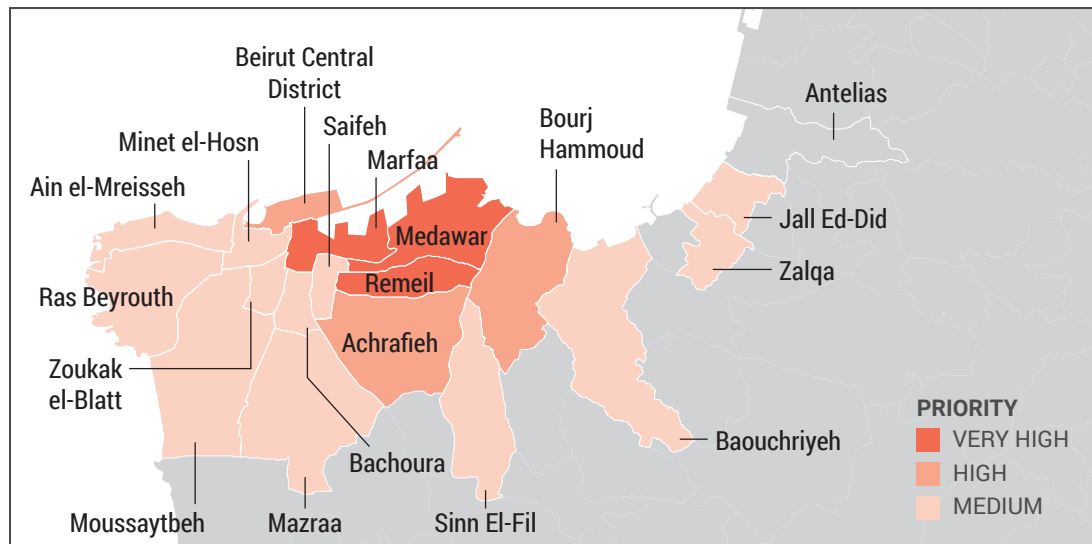 Beirut Central
District
Antelias
Saifeh
Bourj
Hammoud
Minet el-Hosn
Marfaa
Ain el-Mreisseh
Jall Ed-Did
Medawar
Zalqa
Remeil
Ras Beyrouth
Achrafieh
Zoukak
el-Blatt
PRIORITY
VERY HIGH
HIGH
MEDIUM
Baouchriyeh
Bachoura
Moussaytbeh
Mazraa
Sinn El-Fil